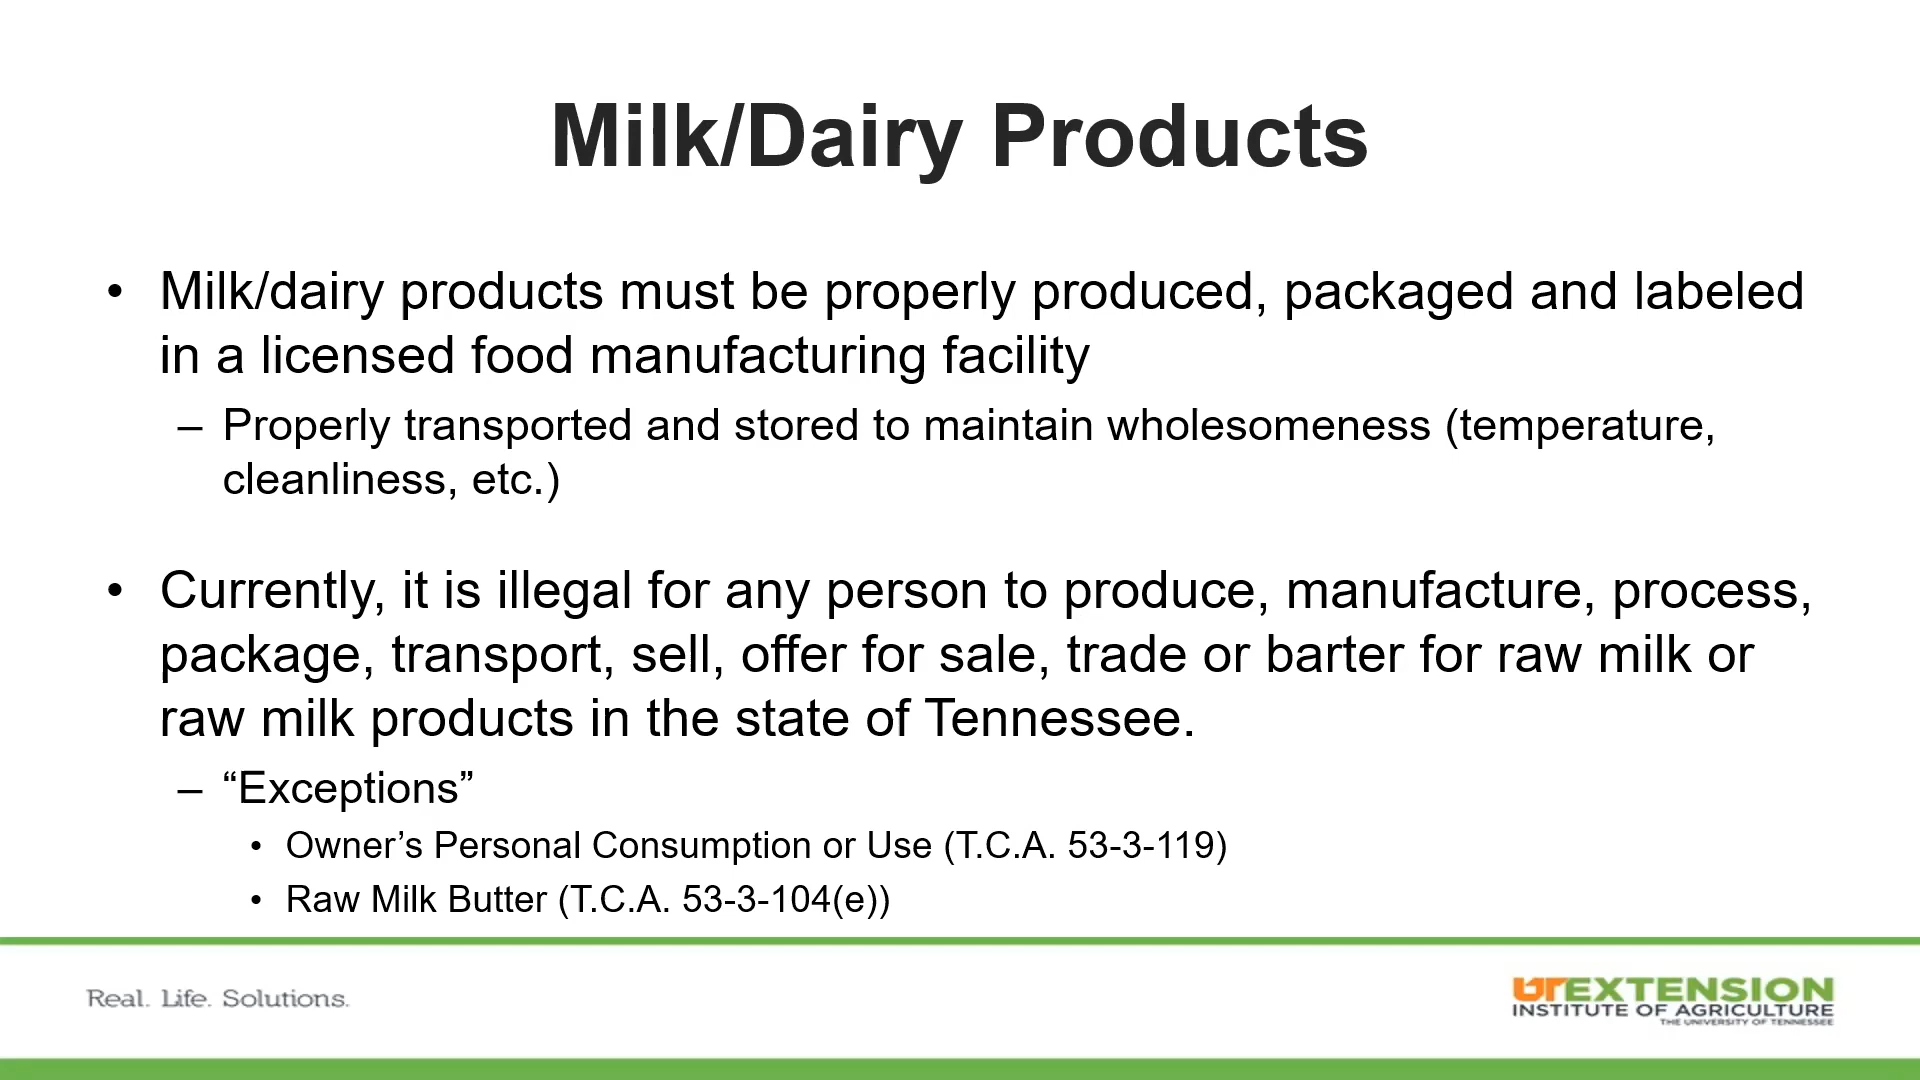 Milk/Dairy Products
• Milk/dairy products must be properly produced, packaged and labeled
in a licensed food manufacturing facility
– Properly transported and stored to maintain wholesomeness (temperature,
cleanliness, etc.)
• Currently, it is illegal for any person to produce, manufacture, process,
package, transport, sell, offer for sale, trade or barter for raw milk or
raw milk products in the state of Tennessee.
– “Exceptions”
• Owner’s Personal Consumption or Use (T.C.A. 53-3-119)
• Raw Milk Butter (T.C.A. 53-3-104(e))
Real. Life. Solutions.
UTEXTENSION
INSTITUTE OF AGRICULTURE
THE UNIVERSITY OF TENNESSEE